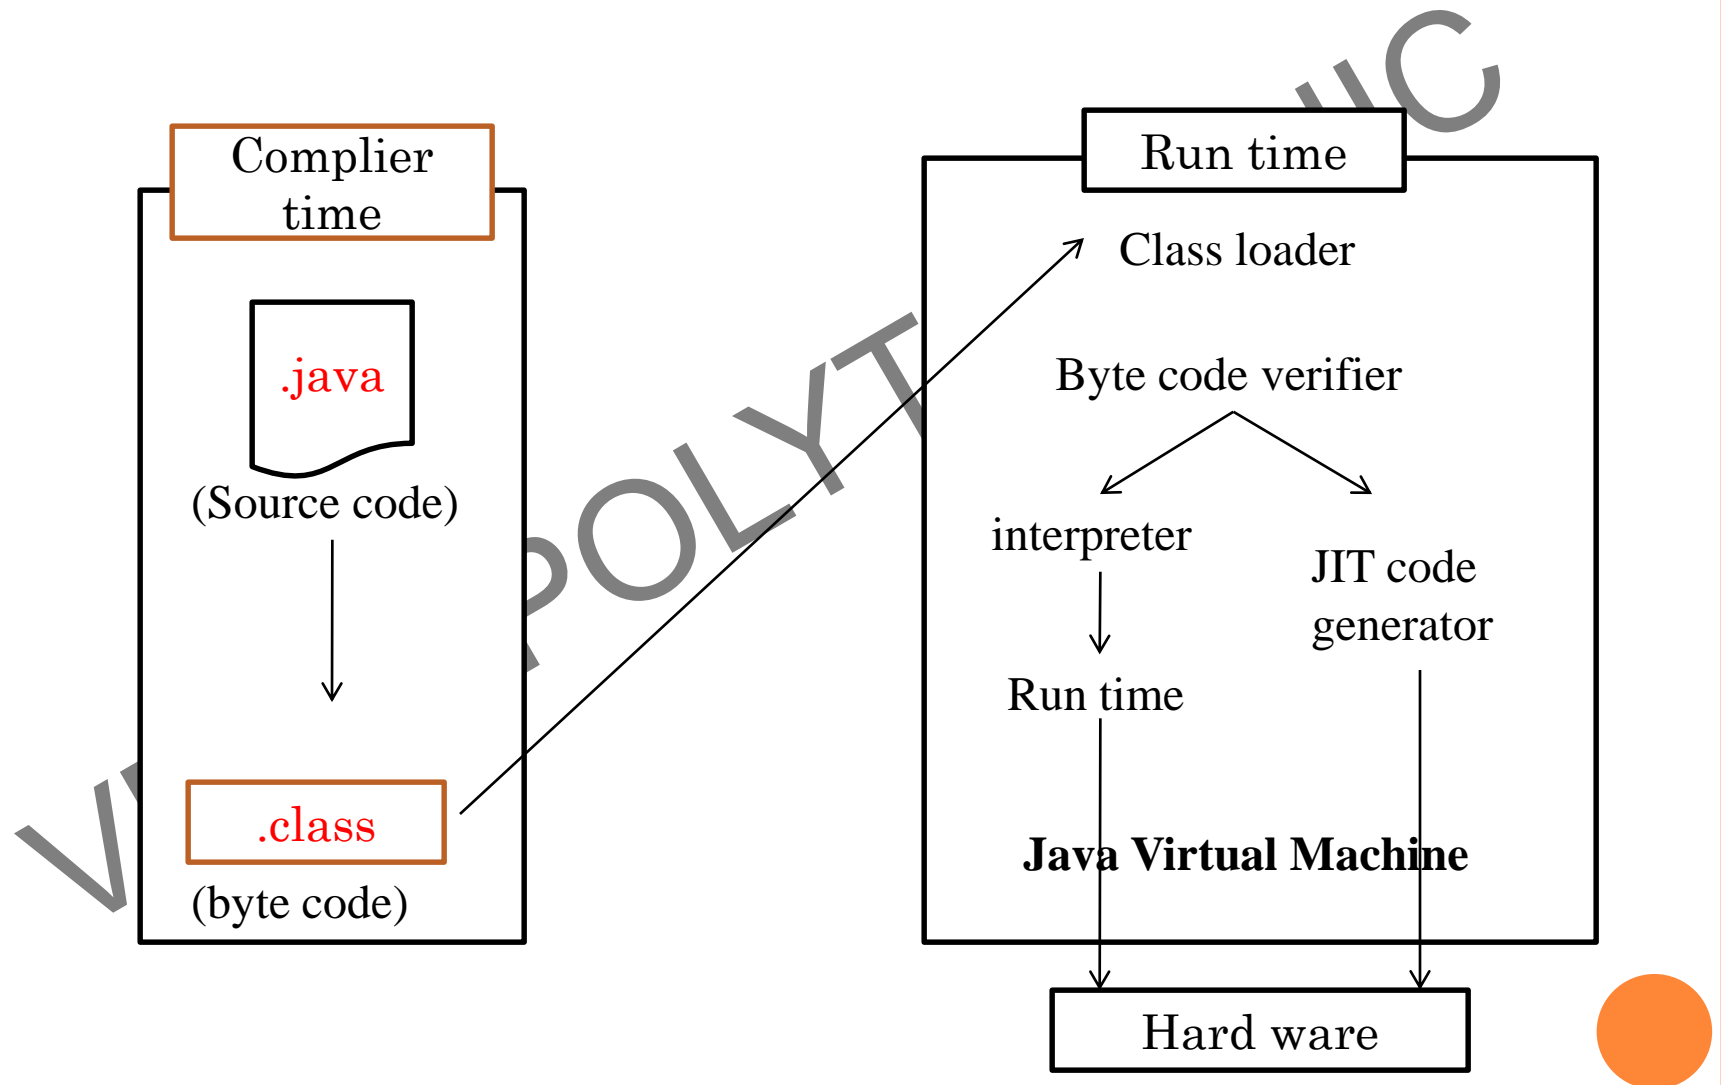 Complier
time
.java
(Source code)
.class
(byte code)
Run time
Class loader
Byte code verifier
interpreter
JIT code
generator
Run time
Java Virtual Machine
Hard ware